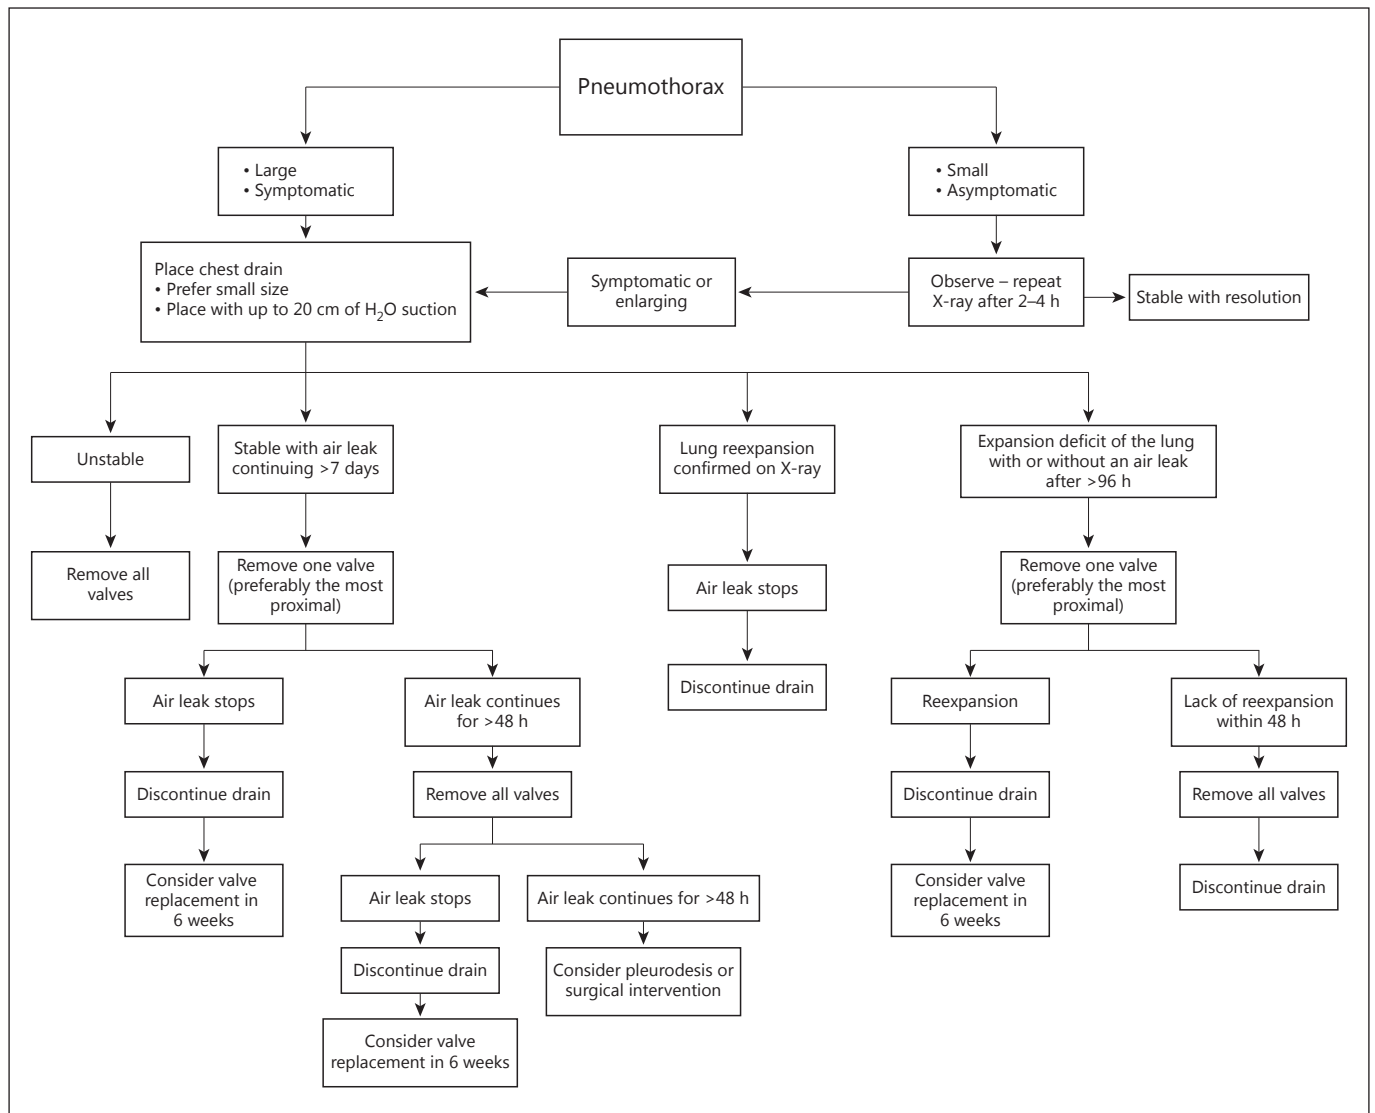 Pneumothorax
• Large
• Symptomatic
• Small
• Asymptomatic
Place chest drain
• Prefer small size
• Place with up to 20 cm of H2O suction
Symptomatic or
enlarging
Observe – repeat
X-ray after 2–4 h
Stable with resolution
Unstable
Stable with air leak
continuing >7 days
Lung reexpansion
confirmed on X-ray
Expansion deficit of the lung
with or without an air leak
after >96 h
Remove all
valves
Remove one valve
(preferably the most
proximal)
Air leak stops
Remove one valve
(preferably the most
proximal)
Air leak stops
Air leak continues
for >48 h
Discontinue drain
Reexpansion
Lack of reexpansion
within 48 h
Discontinue drain
Remove all valves
Discontinue drain
Remove all valves
Consider valve
replacement in
6 weeks
Air leak stops
Air leak continues for >48 h
Consider valve
replacement in
6 weeks
Discontinue drain
Discontinue drain
Consider pleurodesis or
surgical intervention
Consider valve
replacement in 6 weeks